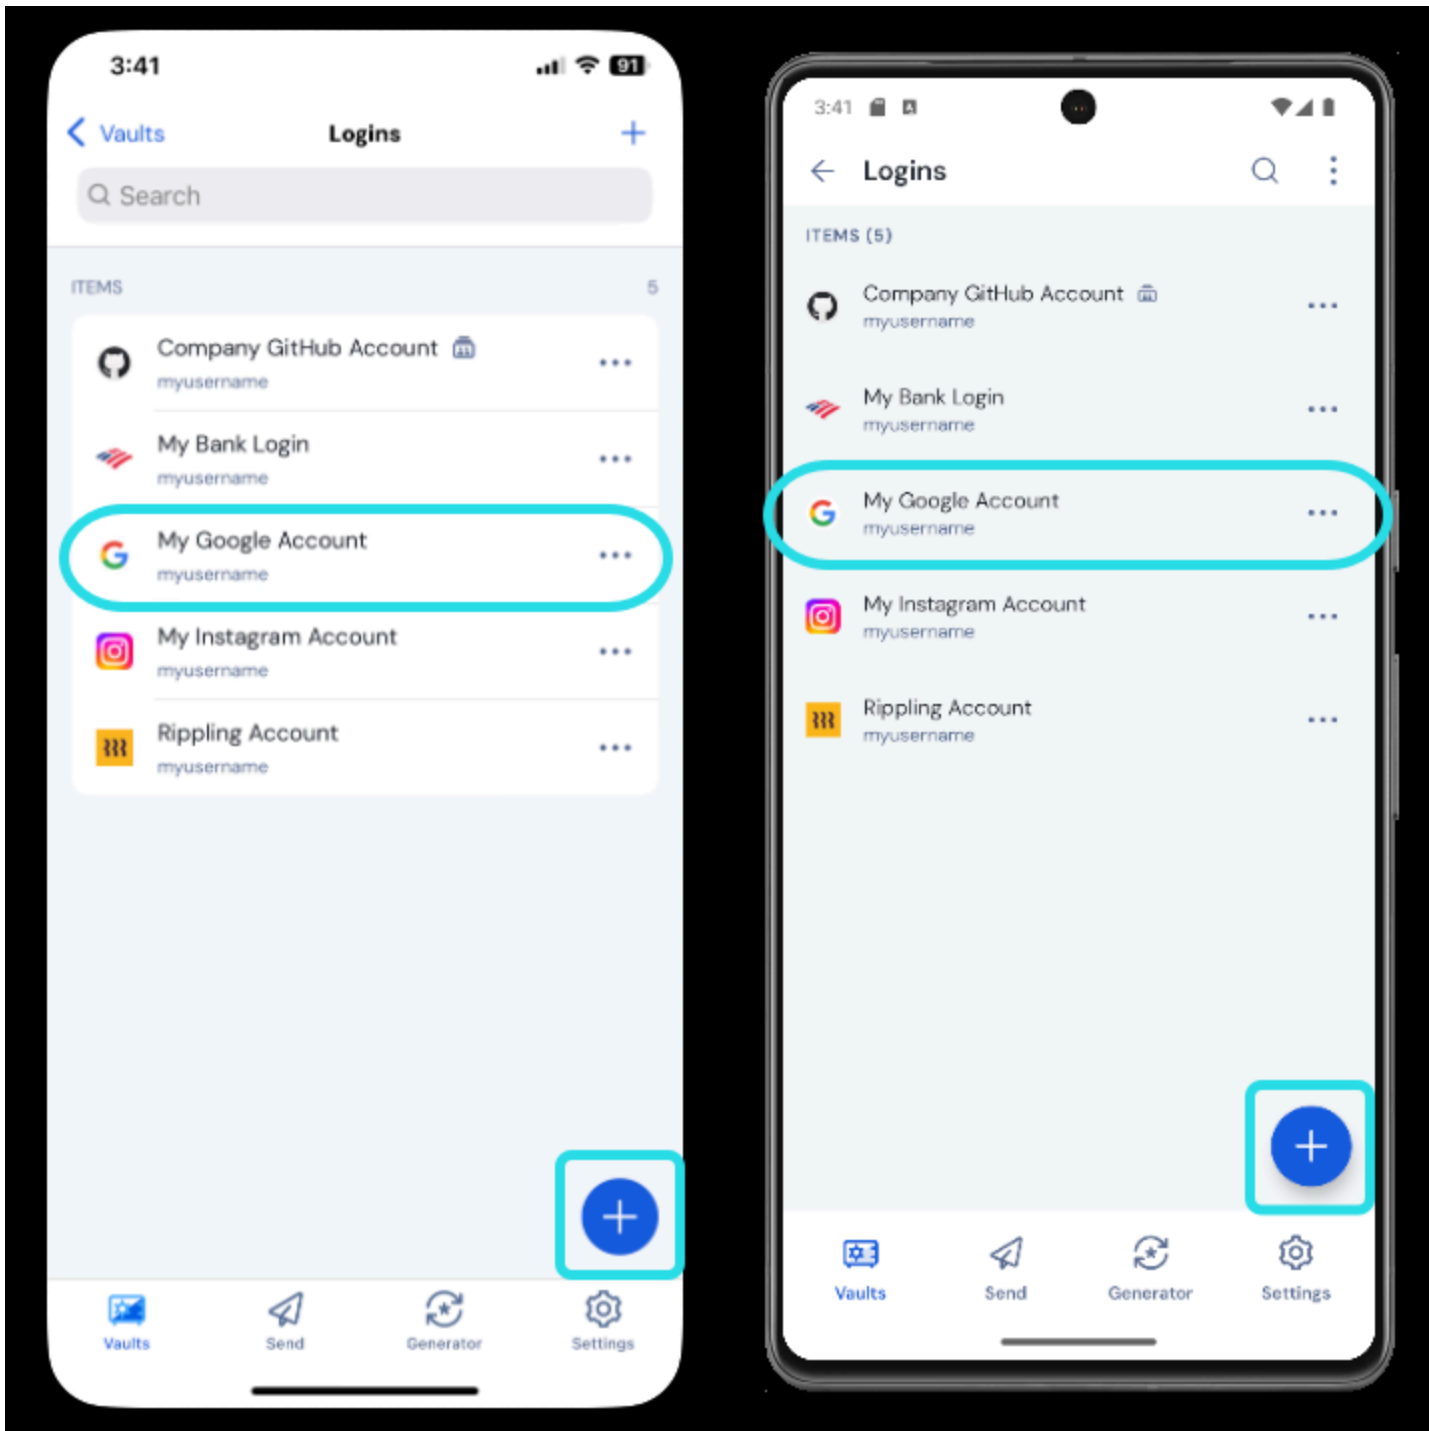 3:41
91
Vaults
Logins
Search
ITEMS
5
Company GitHub Account
myusername
My Bank Login
myusername
My Google Account
myusername
My Instagram Account
myusername
Rippling Account
myusername
Vaults
Send
Generator
Settings
3:41
Logins
ITEMS (5)
Company GitHub Account
myusername
My Bank Login
myusername
My Google Account
myusername
My Instagram Account
myusername
Rippling Account
myusername
Vaults
Send
Generator
Settings